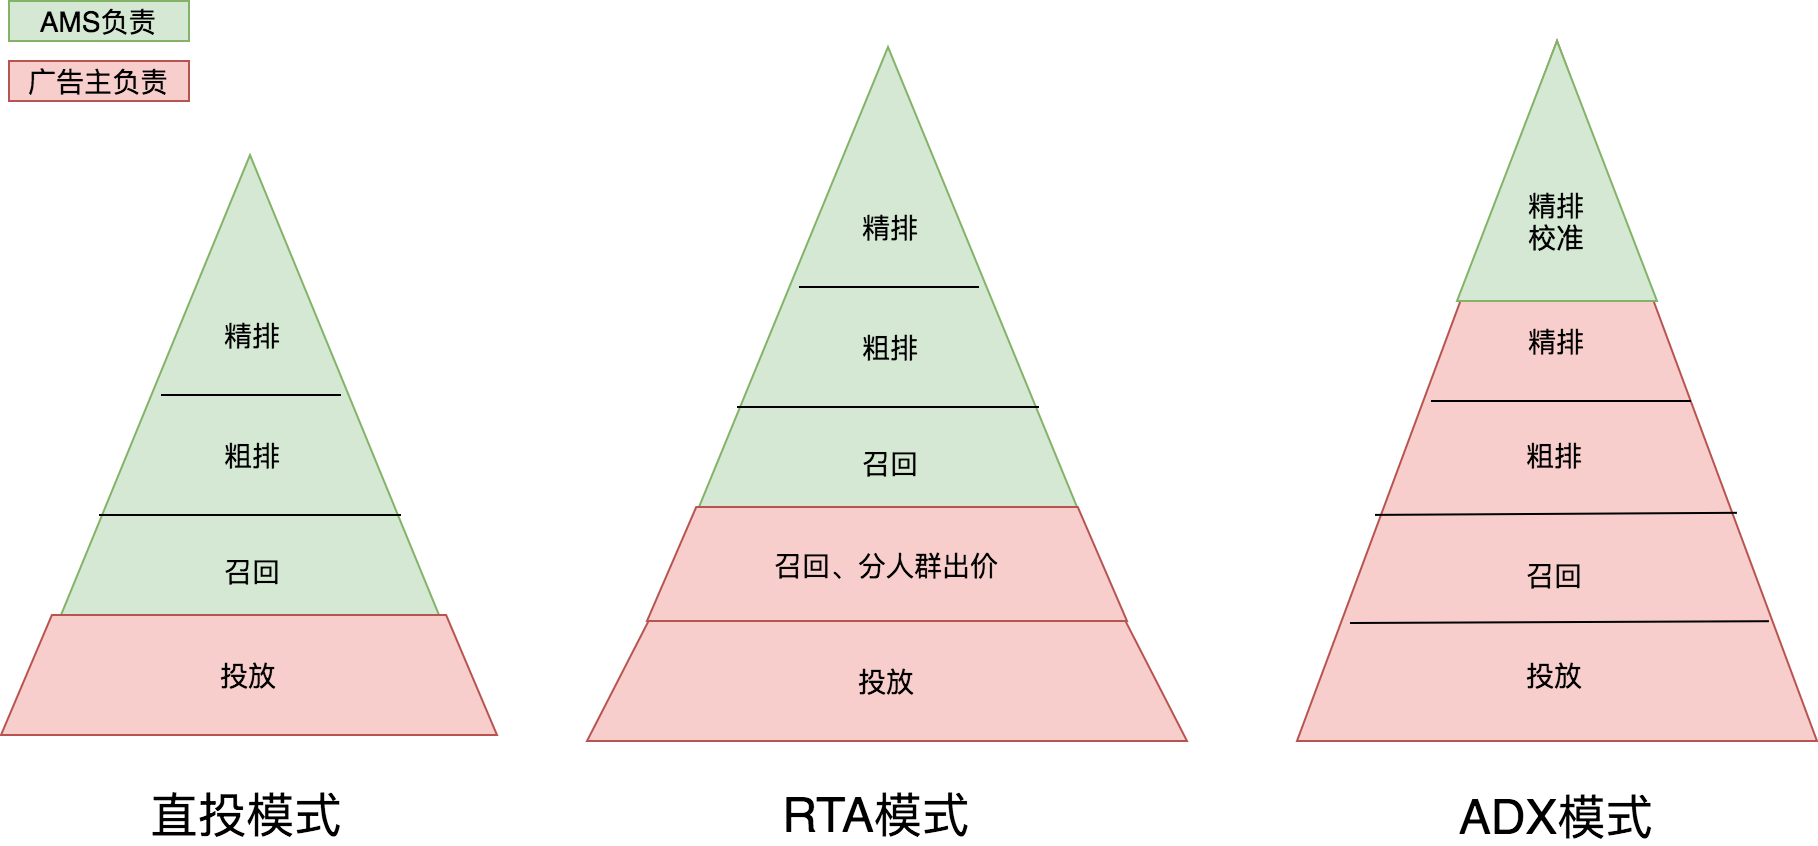 AMS负责
广告主负责
精排
粗排
召回
投放
直投模式
精排
粗排
召回
召回、分人群出价
投放
RTA模式
精排
校准
精排
粗排
召回
投放
ADX模式